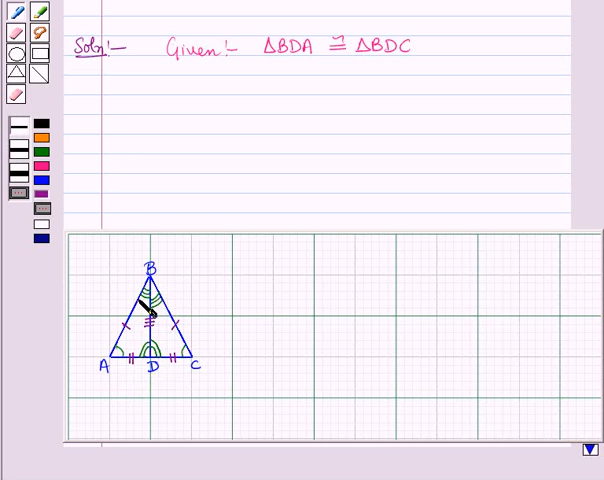 Soln:- Given:- ΔBDA ≅ ΔBDC
B
A D C